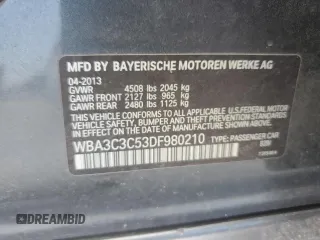 MFD BY BAYERISCHE MOTOREN WERKE AG
04-2013
GVWR 4508 lbs 2045 kg
GAWR FRONT 2127 lbs 965 kg
GAWR REAR 2480 lbs 1125 kg
THIS VEHICLE CONFORMS TO ALL APPLICABLE U.S. FEDERAL MOTOR
VEHICLE SAFETY, BUMPER AND THEFT PREVENTION STANDARDS
IN EFFECT ON THE DATE OF MANUFACTURE SHOWN ABOVE.
WBA3C3C53DF980210 TYPE: PASSENGER CAR
AUTOBIDMASTER
DREAMBID